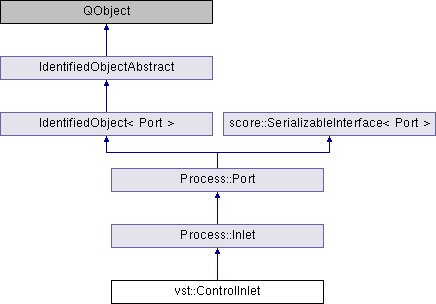 QObject
IdentifiedObjectAbstract
IdentifiedObject< Port >
score::SerializableInterface< Port >
Process::Port
Process::Inlet
vst::ControlInlet